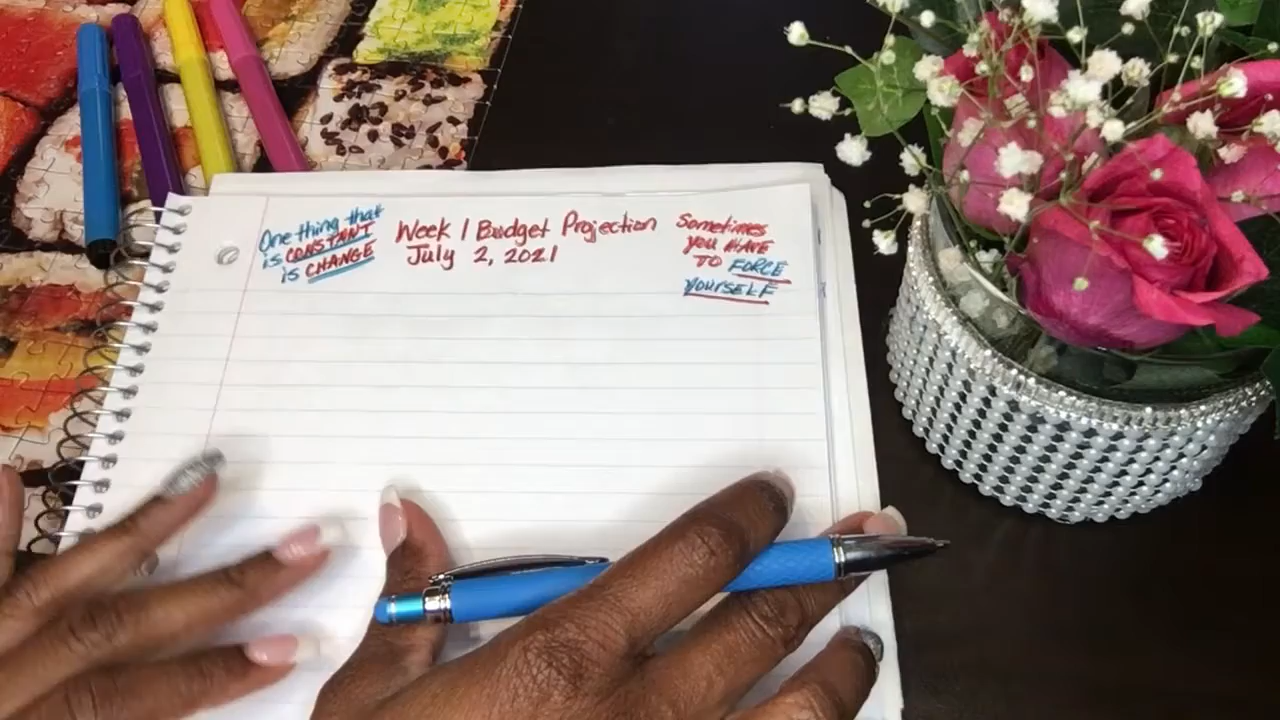 One thing that
is CONSTANT
is CHANGE
Week 1 Budget Projection
July 2, 2021
Sometimes
YOU HAVE
TO FORCE
YOURSELF